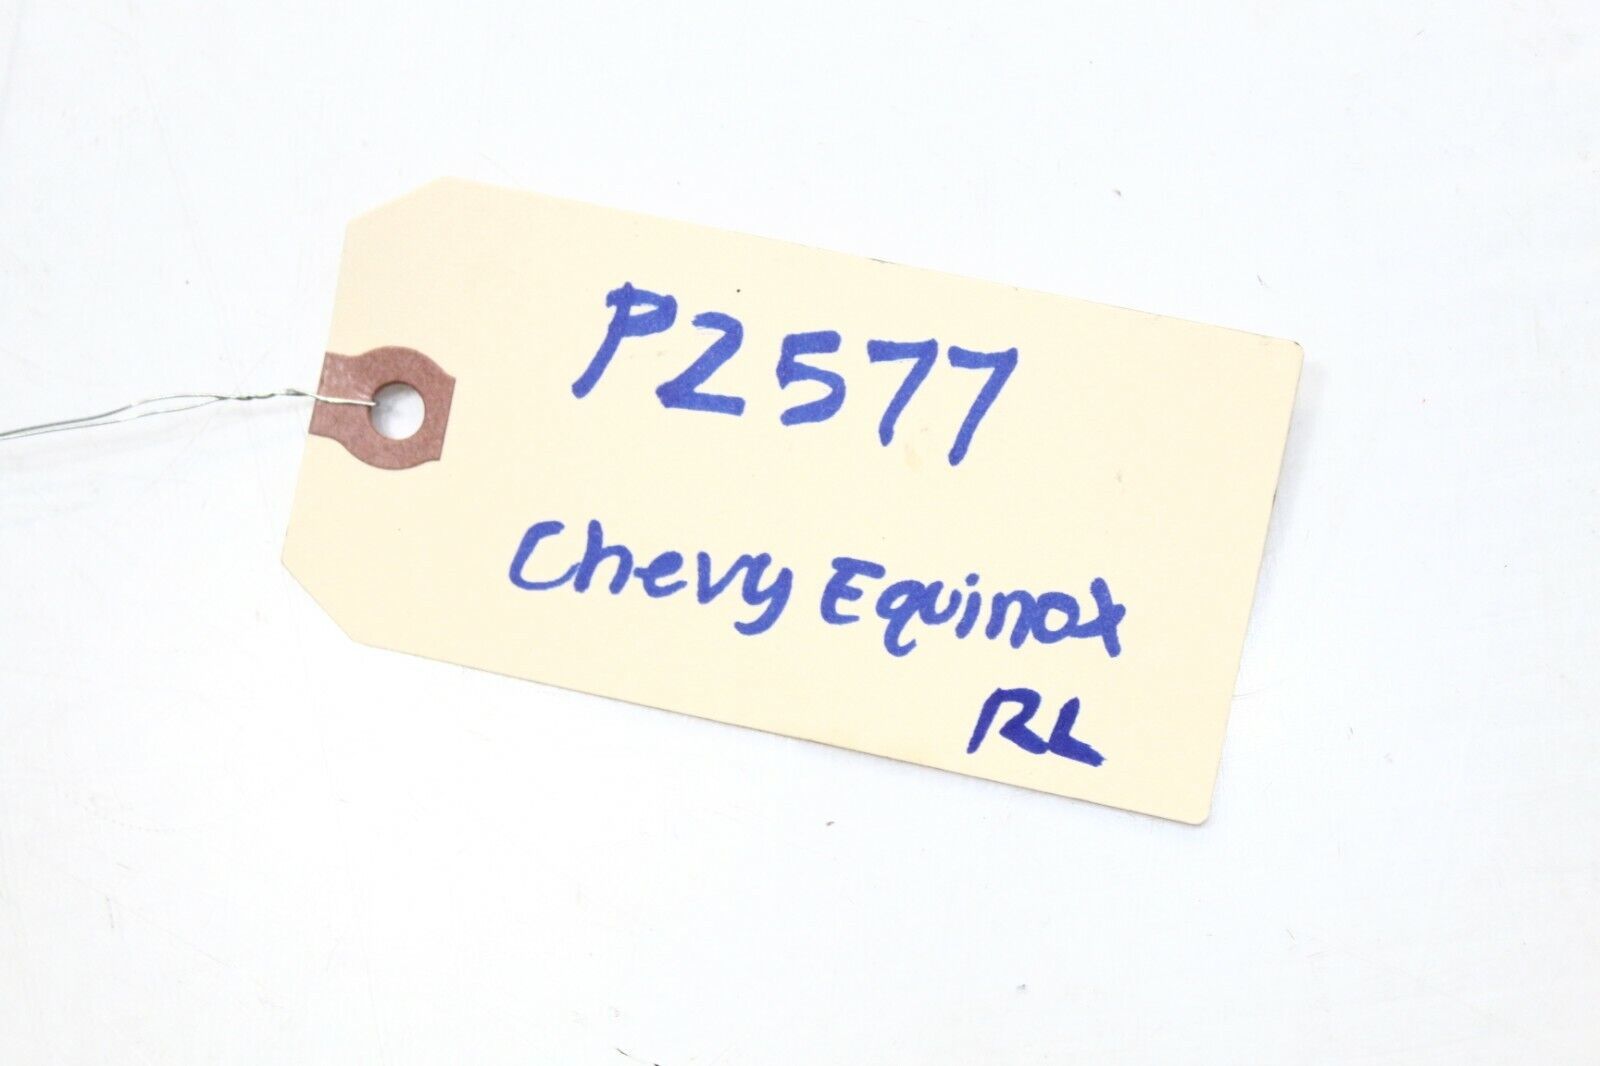 P2577
Chevy Equinox
RL